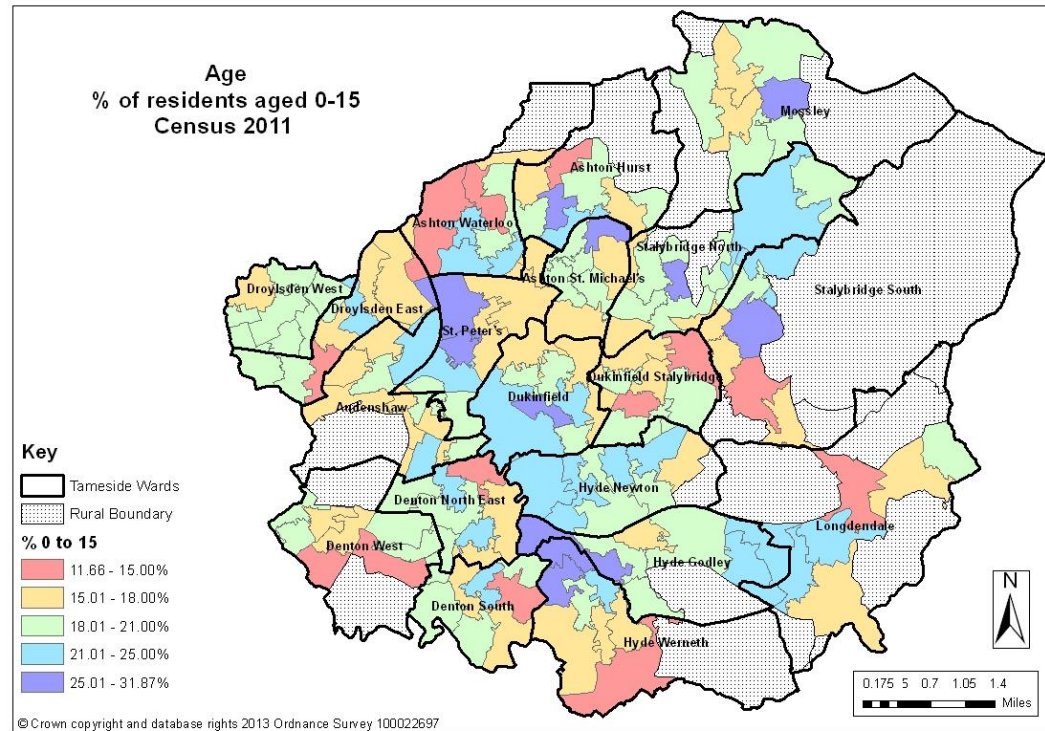 Age
% of residents aged 0-15
Census 2011
Mossley
Ashton Hurst
Ashton Waterloo
Stalybridge North
Ashton St. Michael's
Droylsden West
Stalybridge South
Droylsden East
St. Peter's
Dukinfield Stalybridge
Dukinfield
Audenshaw
Hyde Newton
Denton North East
Longdendale
Denton West
Hyde Godley
Denton South
Hyde Werneth
Key
Tameside Wards
Rural Boundary
% 0 to 15
11.66 - 15.00%
15.01 - 18.00%
18.01 - 21.00%
21.01 - 25.00%
25.01 - 31.87%
N
0.175 5 0.7 1.05 1.4
Miles
© Crown copyright and database rights 2013 Ordnance Survey 100022697